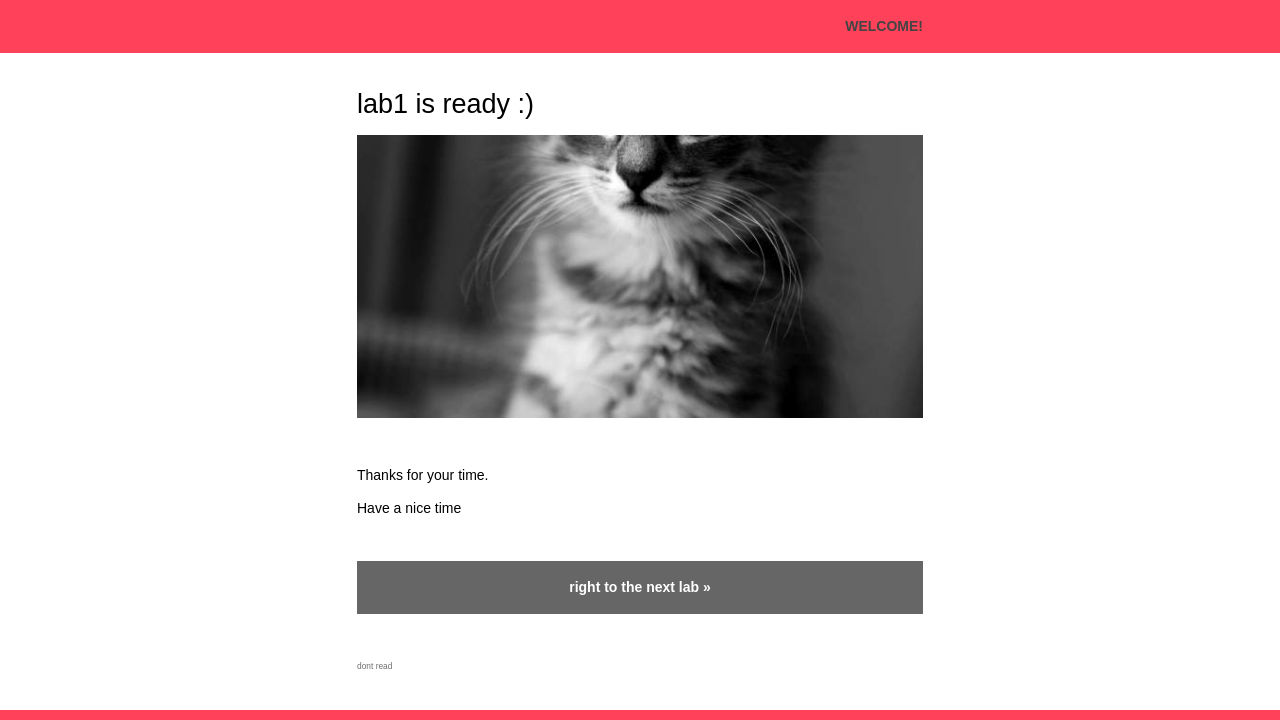 WELCOME!
lab1 is ready :)
Thanks for your time.
Have a nice time
right to the next lab »
dont read